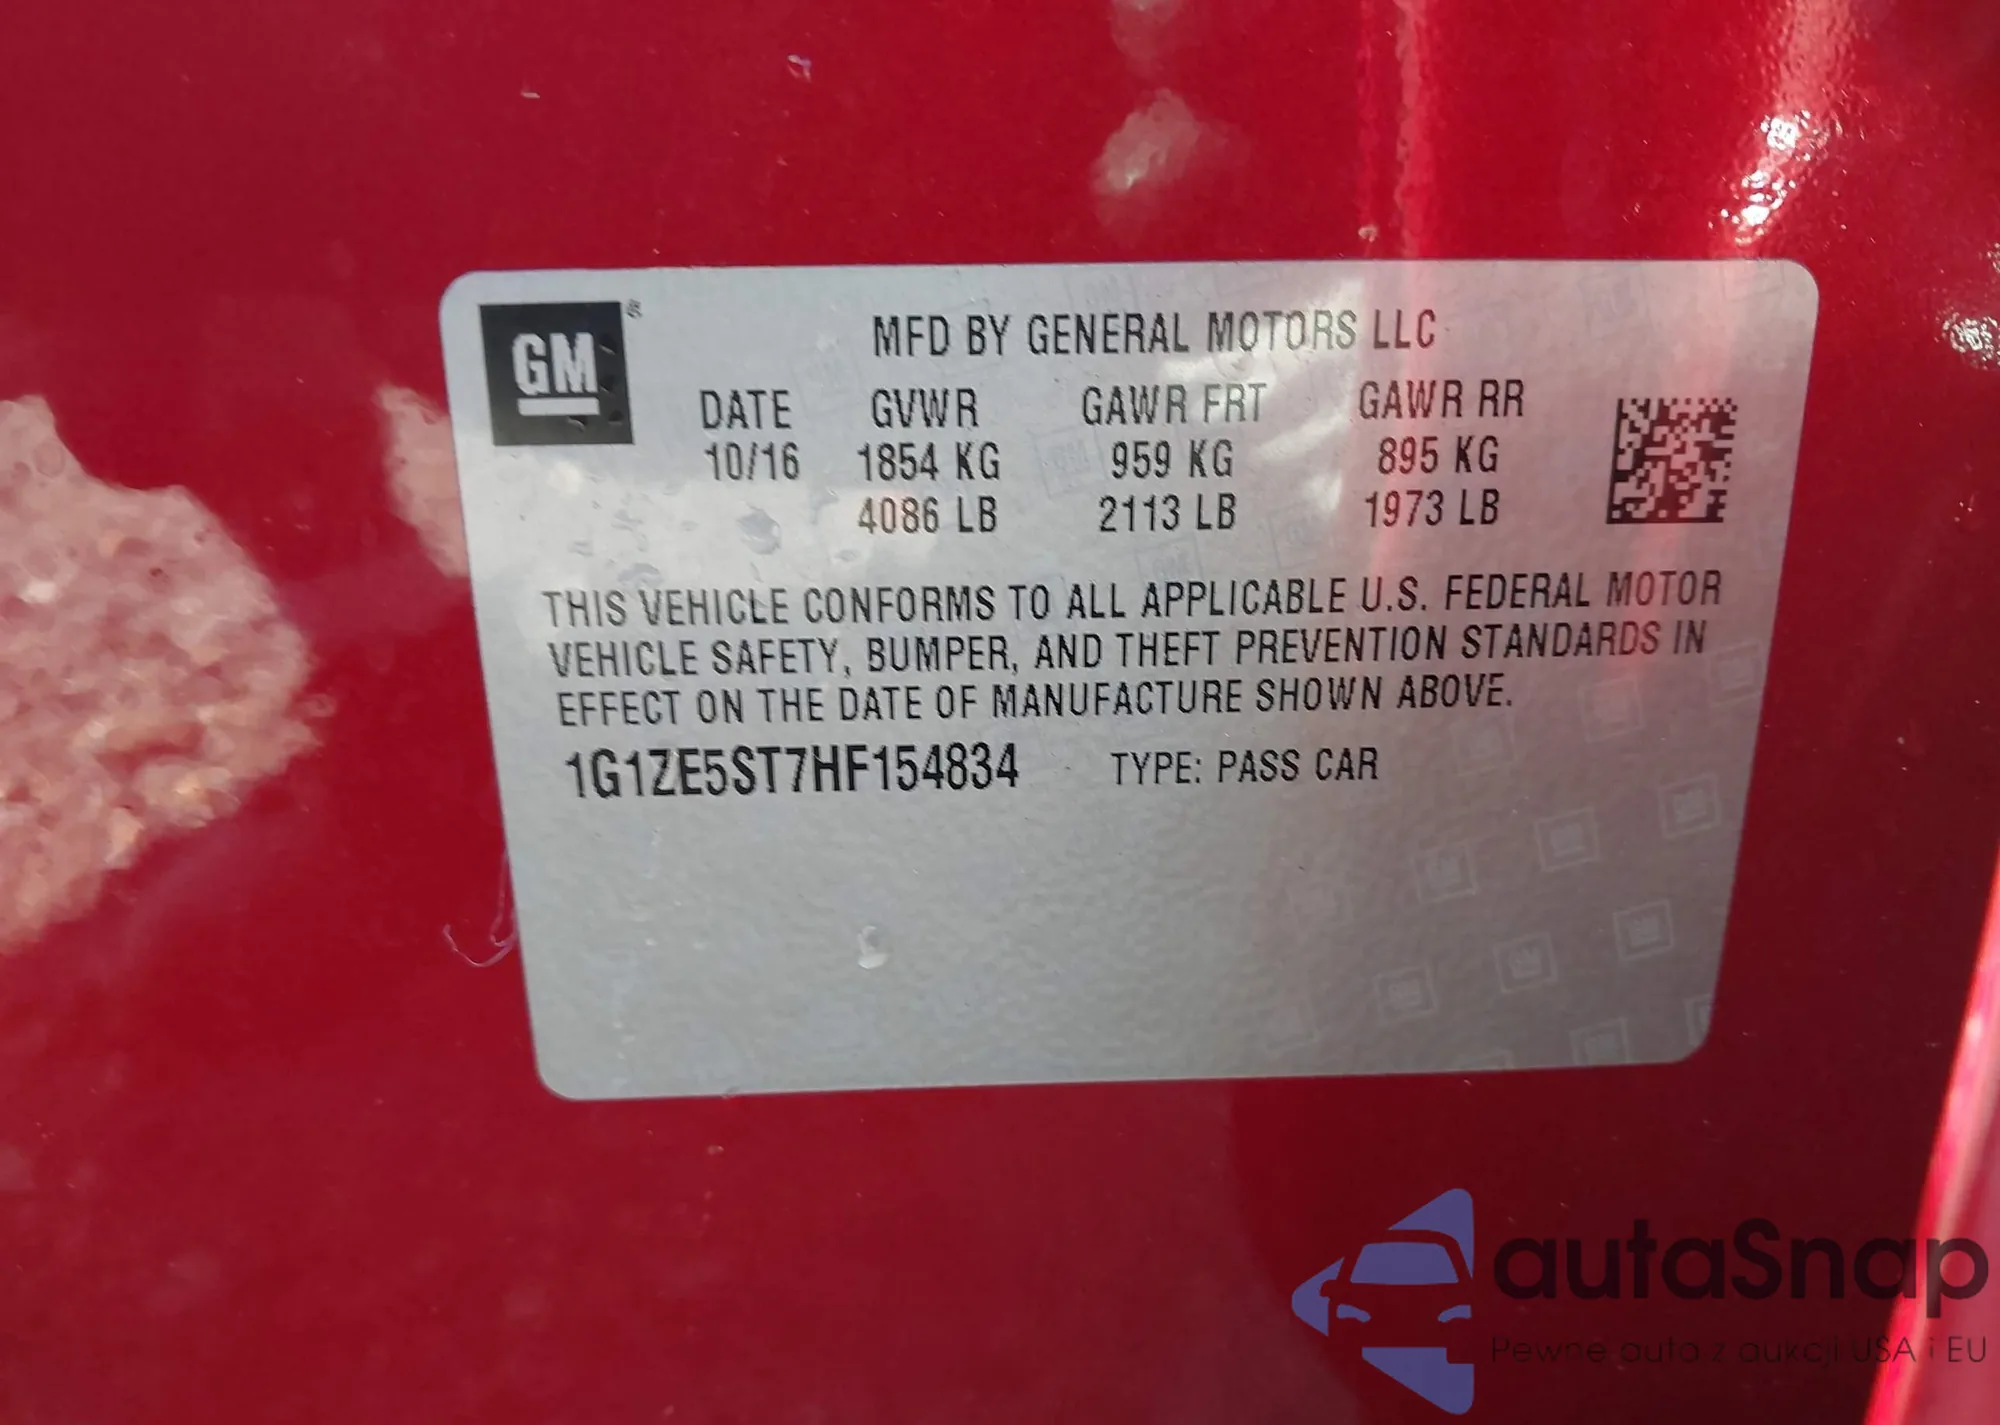 GM
MFD BY GENERAL MOTORS LLC
DATE GVWR GAWR FRT GAWR RR
10/16 1854 KG 959 KG 895 KG
4086 LB 2113 LB 1973 LB
THIS VEHICLE CONFORMS TO ALL APPLICABLE U.S. FEDERAL MOTOR
VEHICLE SAFETY, BUMPER, AND THEFT PREVENTION STANDARDS IN
EFFECT ON THE DATE OF MANUFACTURE SHOWN ABOVE.
1G1ZE5ST7HF154834 TYPE: PASS CAR
autaSnap
Pewne auta z aukcji USA i EU